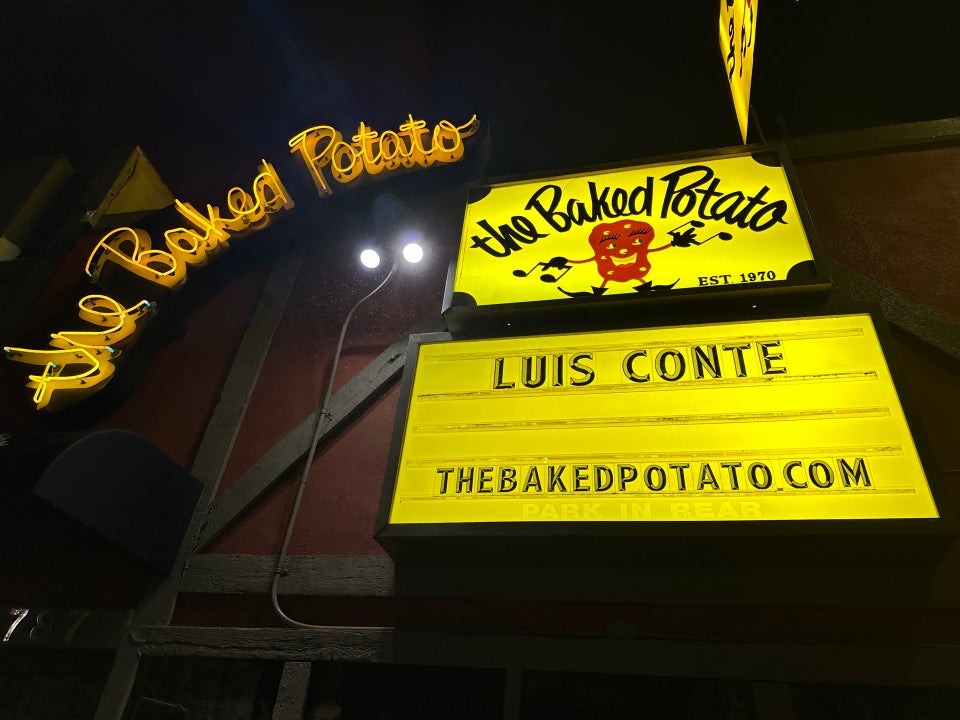 the Baked Potato
the Baked Potato
EST. 1970
LUIS CONTE
THEBAKEDPOTATO.COM
PARK IN REAR